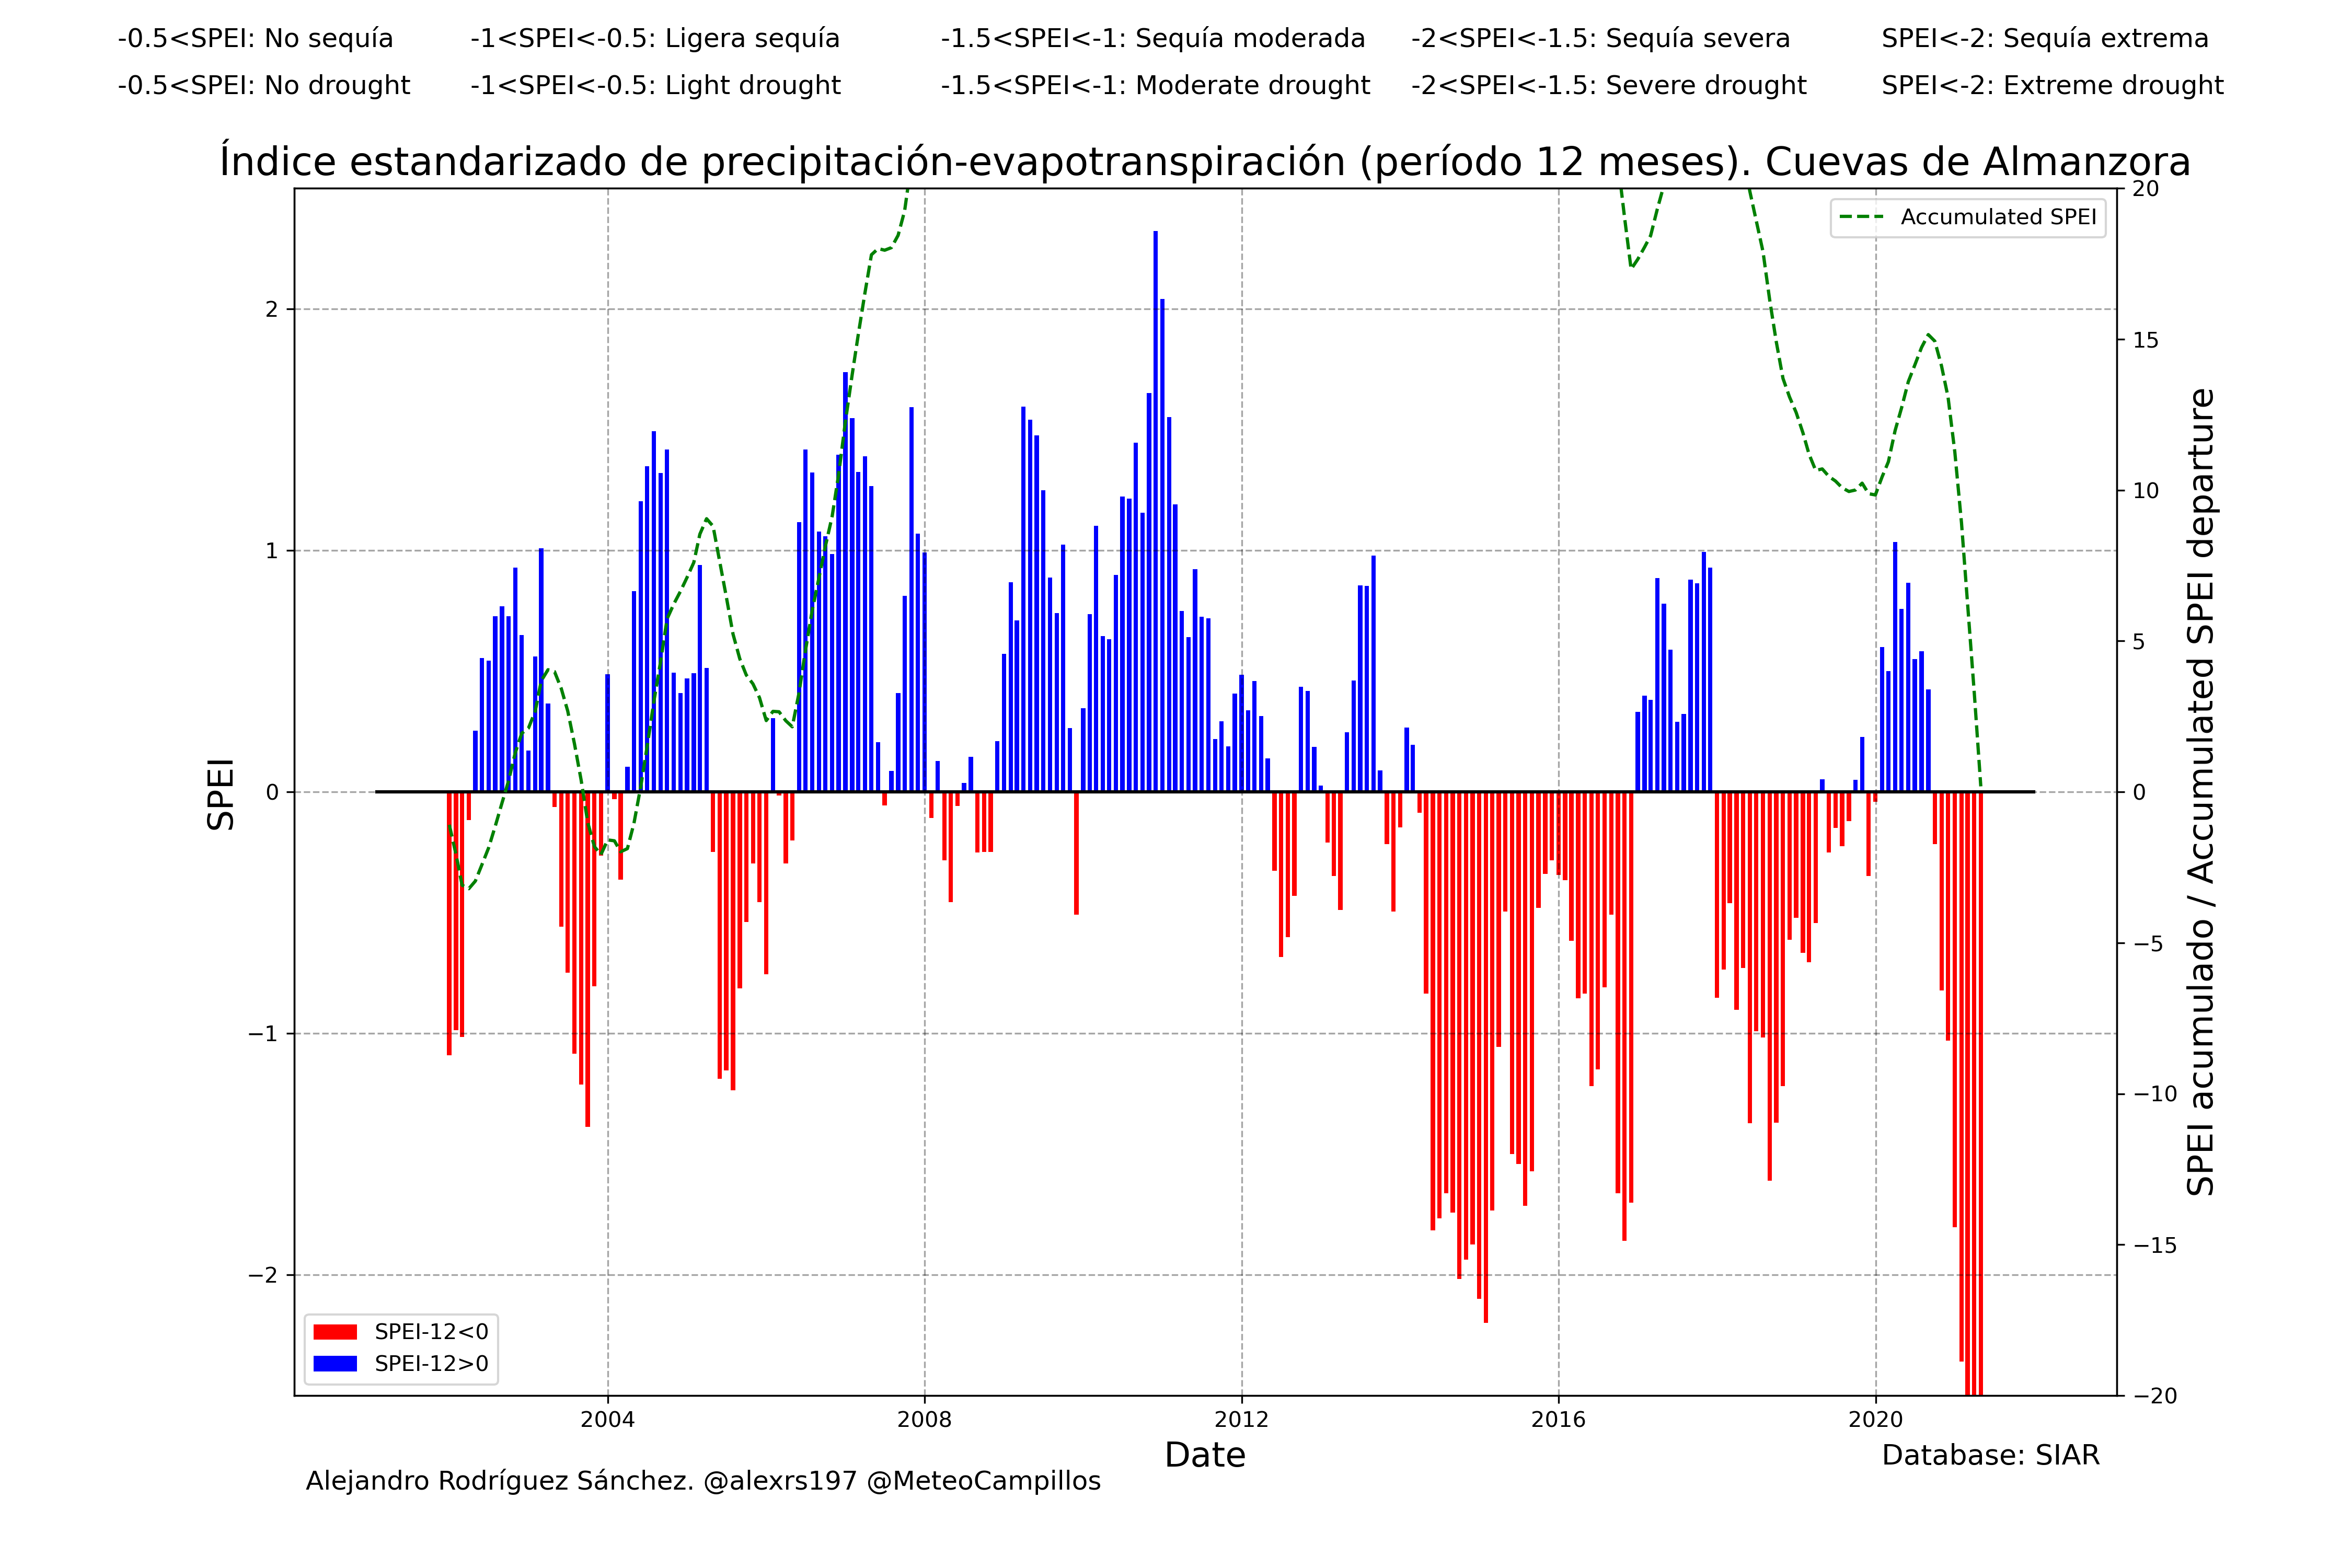 -0.5<SPEI: No sequía -1<SPEI<-0.5: Ligera sequía -1.5<SPEI<-1: Sequía moderada -2<SPEI<-1.5: Sequía severa SPEI<-2: Sequía extrema
-0.5<SPEI: No drought -1<SPEI<-0.5: Light drought -1.5<SPEI<-1: Moderate drought -2<SPEI<-1.5: Severe drought SPEI<-2: Extreme drought
Índice estandarizado de precipitación-evapotranspiración (período 12 meses). Cuevas de Almanzora
Accumulated SPEI
2
1
0
−1
−2
SPEI
20
15
10
5
0
−5
−10
−15
−20
SPEI acumulado / Accumulated SPEI departure
SPEI-12<0
SPEI-12>0
2004 2008 2012 2016 2020
Date
Database: SIAR
Alejandro Rodríguez Sánchez. @alexrs197 @MeteoCampillos